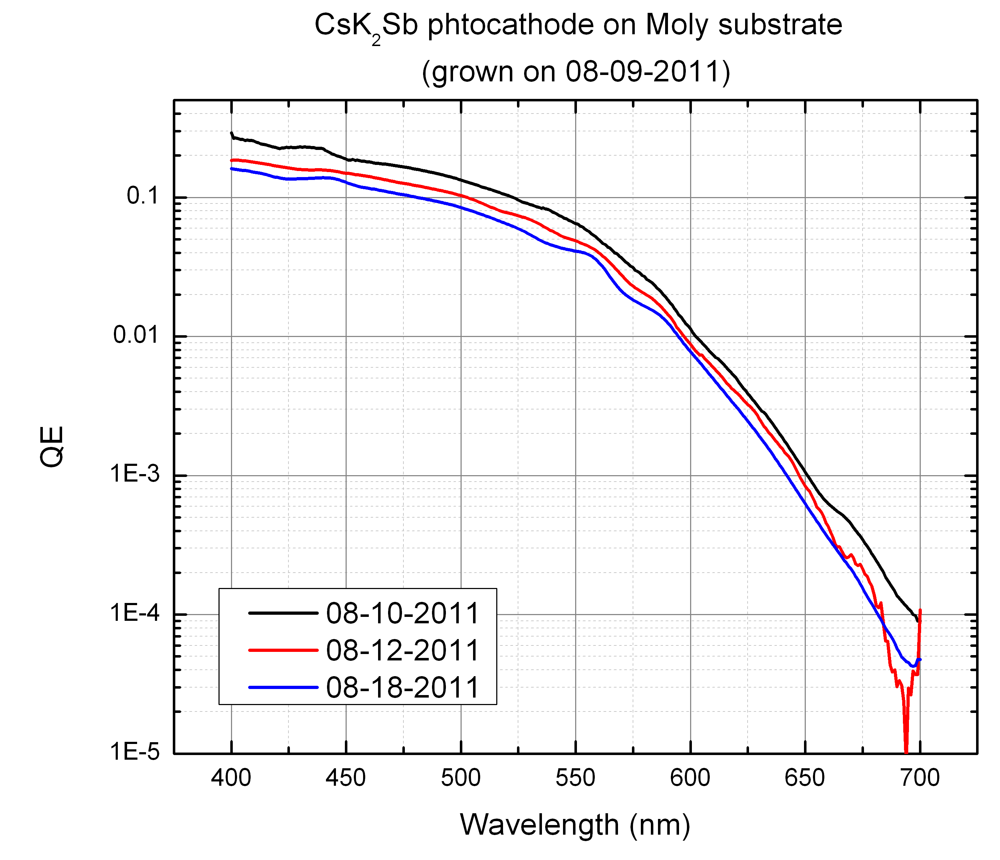 CsK₂Sb phtocathode on Moly substrate
(grown on 08-09-2011)
0.1
0.01
1E-3
1E-4
1E-5
QE
08-10-2011
08-12-2011
08-18-2011
400 450 500 550 600 650 700
Wavelength (nm)